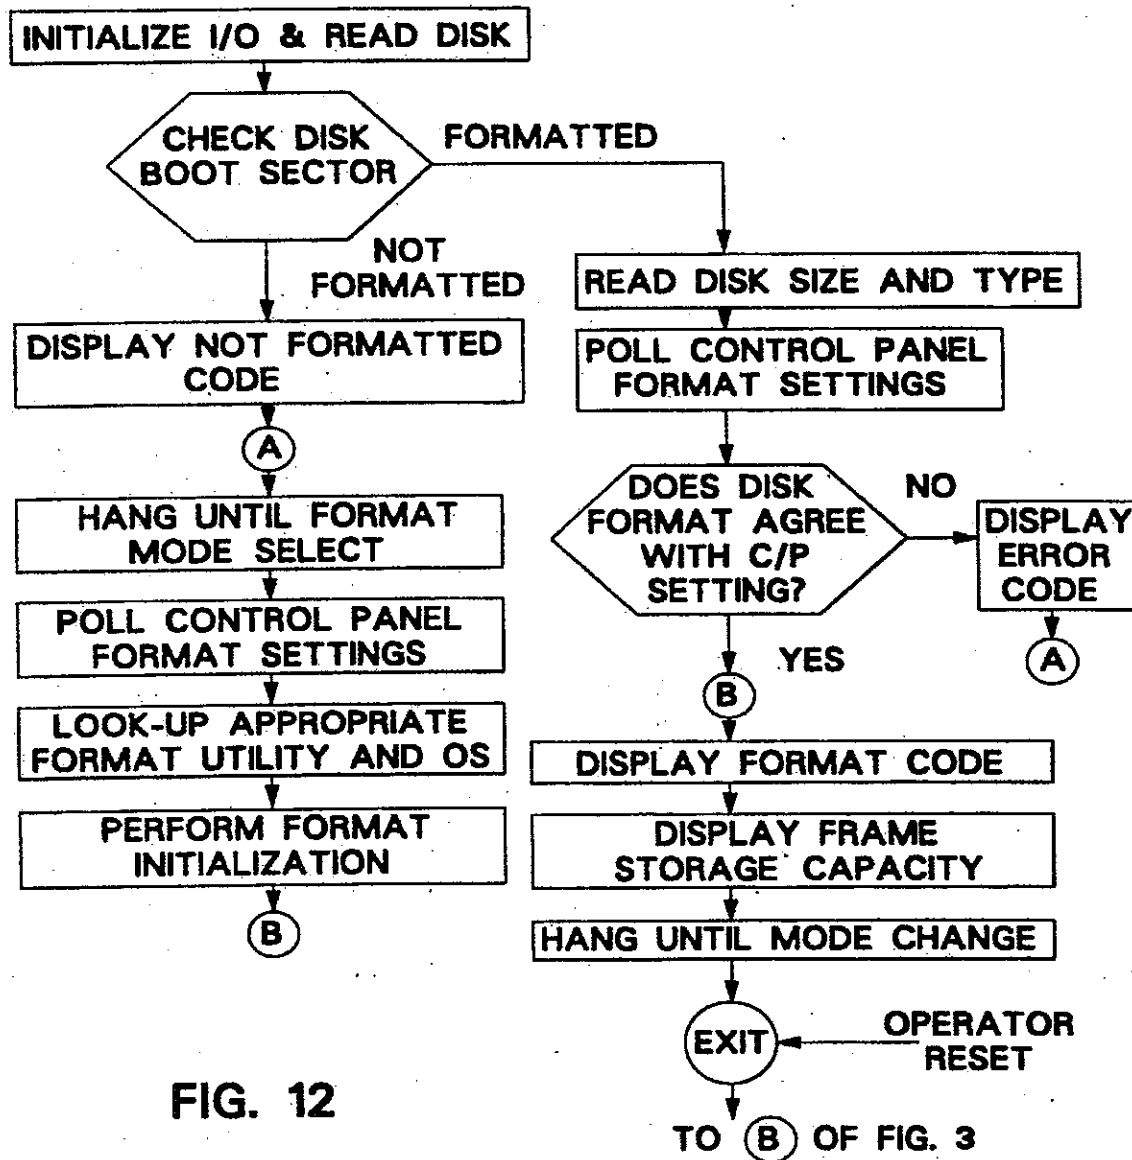 INITIALIZE I/O & READ DISK
CHECK DISK
BOOT SECTOR
FORMATTED
NOT
FORMATTED
DISPLAY NOT FORMATTED
CODE
A
HANG UNTIL FORMAT
MODE SELECT
POLL CONTROL PANEL
FORMAT SETTINGS
LOOK-UP APPROPRIATE
FORMAT UTILITY AND OS
PERFORM FORMAT
INITIALIZATION
B
READ DISK SIZE AND TYPE
POLL CONTROL PANEL
FORMAT SETTINGS
DOES DISK
FORMAT AGREE
WITH C/P
SETTING?
NO
DISPLAY
ERROR
CODE
A
YES
B
DISPLAY FORMAT CODE
DISPLAY FRAME
STORAGE CAPACITY
HANG UNTIL MODE CHANGE
EXIT
OPERATOR
RESET
TO B OF FIG. 3
FIG. 12